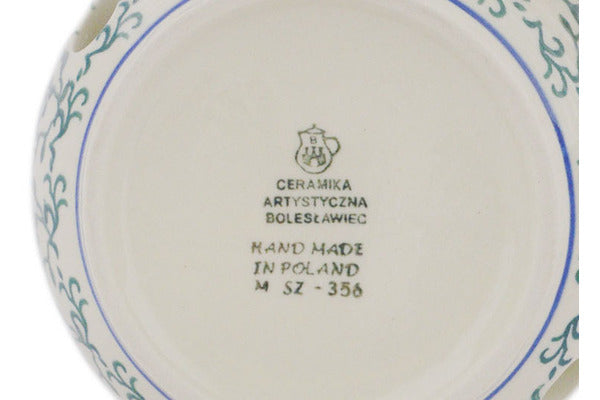 B
CERAMIKA
ARTYSTYCZNA
BOLESŁAWIEC
HAND MADE
IN POLAND
M SZ - 356